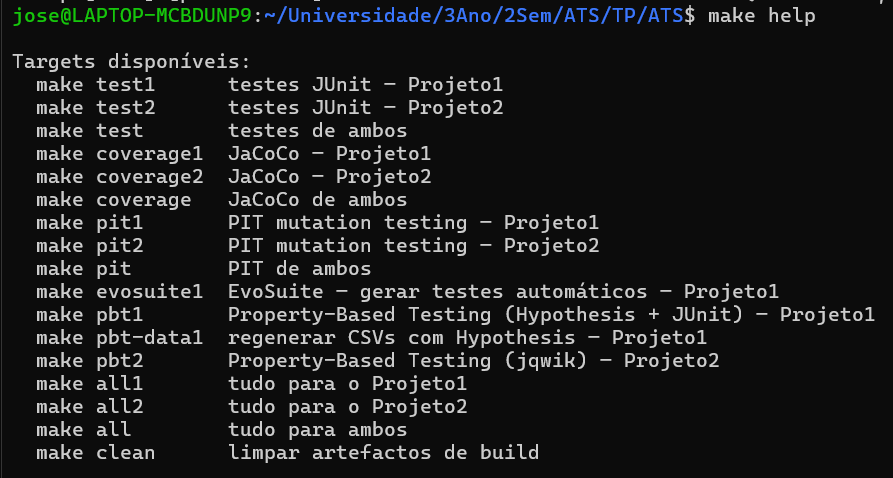 jose@LAPTOP-MCBDUNP9:~/Universidade/3Ano/2Sem/ATS/TP/ATS$ make help
Targets disponíveis:
make test1 testes JUnit — Projeto1
make test2 testes JUnit — Projeto2
make test testes de ambos
make coverage1 JaCoCo — Projeto1
make coverage2 JaCoCo — Projeto2
make coverage JaCoCo de ambos
make pit1 PIT mutation testing — Projeto1
make pit2 PIT mutation testing — Projeto2
make pit PIT de ambos
make evosuite1 EvoSuite — gerar testes automáticos — Projeto1
make pbt1 Property-Based Testing (Hypothesis + JUnit) — Projeto1
make pbt-data1 regenerar CSVs com Hypothesis — Projeto1
make pbt2 Property-Based Testing (jqwik) — Projeto2
make all1 tudo para o Projeto1
make all2 tudo para o Projeto2
make all tudo para ambos
make clean limpar artefactos de build